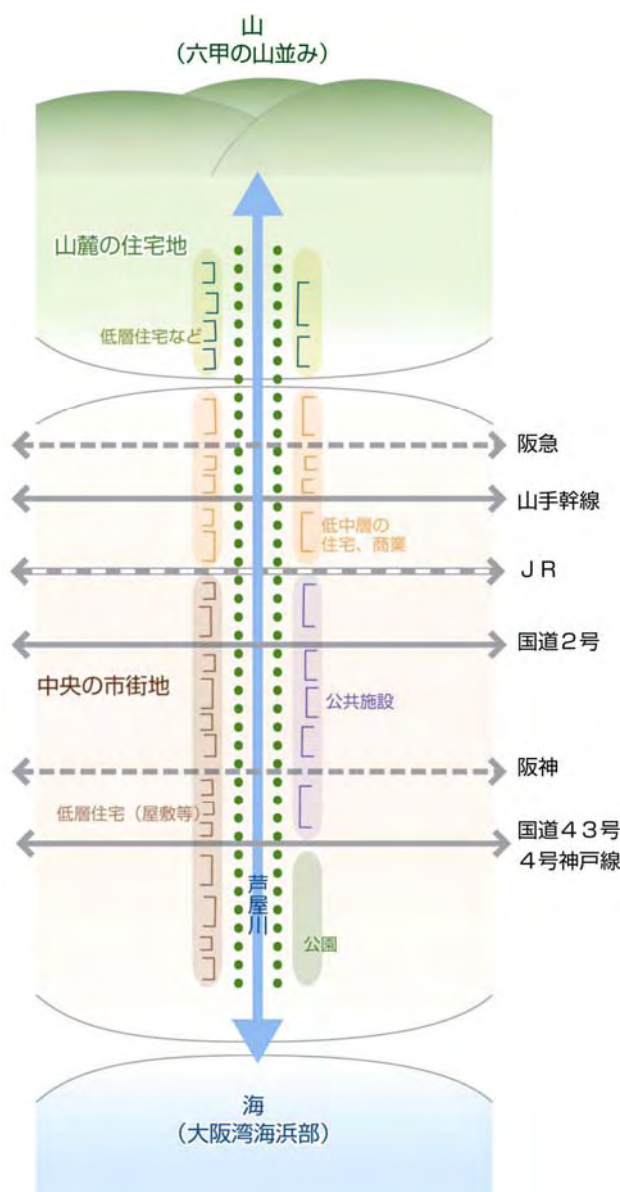 山
（六甲の山並み）
山麓の住宅地
低層住宅など
阪急
山手幹線
低中層の
住宅、商業
ＪＲ
国道２号
中央の市街地
公共施設
阪神
低層住宅（屋敷等）
国道４３号
４号神戸線
芦屋川
公園
海
（大阪湾海浜部）